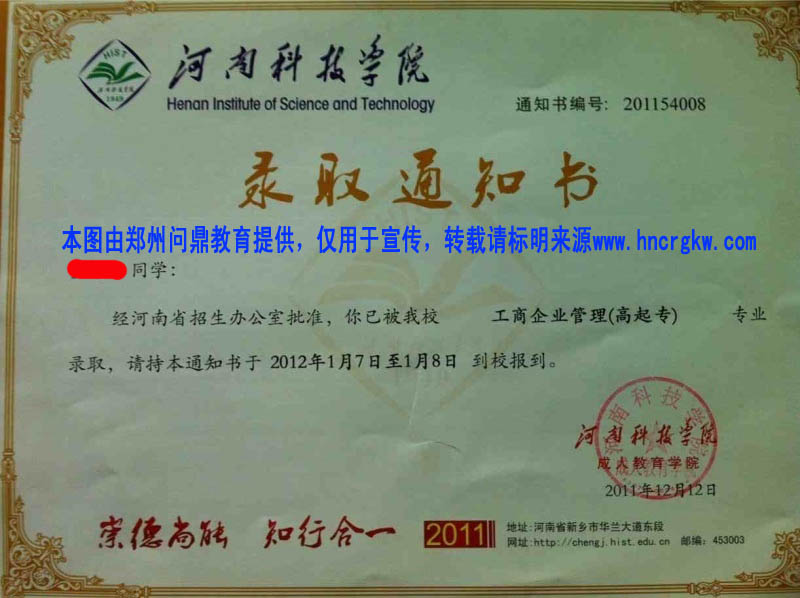 HIST
1949
河南科技学院
Henan Institute of Science and Technology
通知书编号: 201154008
录取通知书
本图由郑州问鼎教育提供，仅用于宣传，转载请标明来源www.hncrgkw.com
同学:
经河南省招生办公室批准，你已被我校 工商企业管理(高起专) 专业
录取，请持本通知书于 2012年1月7日至1月8日 到校报到。
河南科技学院
成人教育学院
2011年12月12日
崇德尚能 知行合一 2011
地址:河南省新乡市华兰大道东段
网址:http://chengj.hist.edu.cn 邮编: 453003